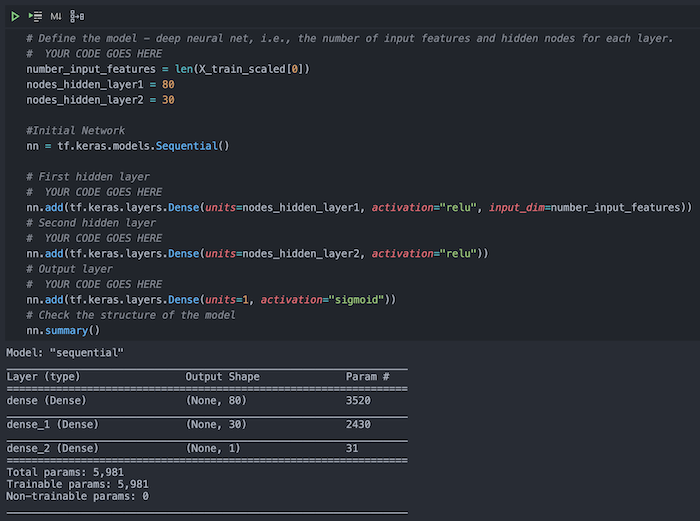 M↓
# Define the model - deep neural net, i.e., the number of input features and hidden nodes for each layer.
#  YOUR CODE GOES HERE
number_input_features = len(X_train_scaled[0])
nodes_hidden_layer1 = 80
nodes_hidden_layer2 = 30
#Initial Network
nn = tf.keras.models.Sequential()
# First hidden layer
#  YOUR CODE GOES HERE
nn.add(tf.keras.layers.Dense(units=nodes_hidden_layer1, activation="relu", input_dim=number_input_features))
# Second hidden layer
#  YOUR CODE GOES HERE
nn.add(tf.keras.layers.Dense(units=nodes_hidden_layer2, activation="relu"))
# Output layer
#  YOUR CODE GOES HERE
nn.add(tf.keras.layers.Dense(units=1, activation="sigmoid"))
# Check the structure of the model
nn.summary()
Model: "sequential"
Layer (type) Output Shape Param #
dense (Dense) (None, 80) 3520
dense_1 (Dense) (None, 30) 2430
dense_2 (Dense) (None, 1) 31
Total params: 5,981
Trainable params: 5,981
Non-trainable params: 0